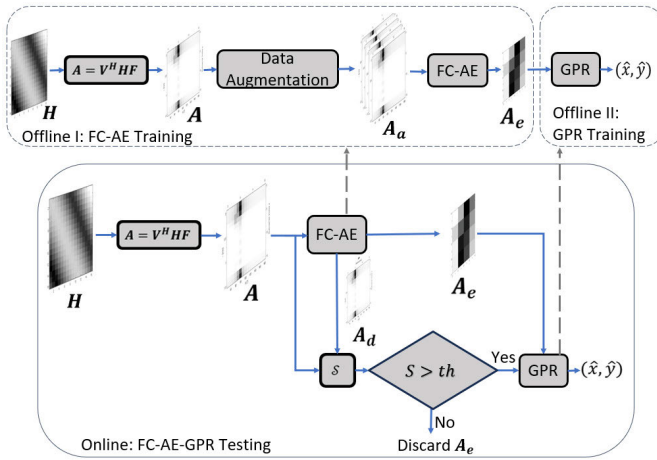 H
A = V^H HF
A
Data
Augmentation
A_a
FC-AE
A_e
GPR
(x̂, ŷ)
Offline I: FC-AE Training
Offline II:
GPR Training
H
A = V^H HF
A
FC-AE
A_d
A_e
𝒮
S > th
Yes
GPR
(x̂, ŷ)
No
Discard A_e
Online: FC-AE-GPR Testing